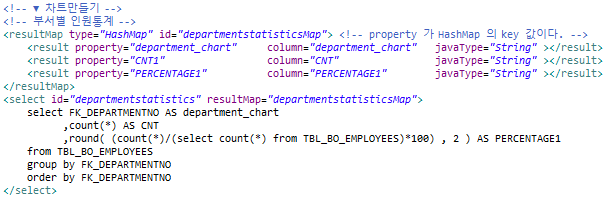 <!-- ▼ 차트만들기 -->
<!-- 부서별 인원통계 -->
<resultMap type="HashMap" id="departmentstatisticsMap"> <!-- property 가 HashMap 의 key 값이다. -->
<result property="department_chart" column="department_chart" javaType="String" ></result>
<result property="CNT1" column="CNT" javaType="String" ></result>
<result property="PERCENTAGE1" column="PERCENTAGE1" javaType="String" ></result>
</resultMap>
<select id="departmentstatistics" resultMap="departmentstatisticsMap">
select FK_DEPARTMENTNO AS department_chart
,count(*) AS CNT
,round( (count(*)/(select count(*) from TBL_BO_EMPLOYEES)*100) , 2 ) AS PERCENTAGE1
from TBL_BO_EMPLOYEES
group by FK_DEPARTMENTNO
order by FK_DEPARTMENTNO
</select>